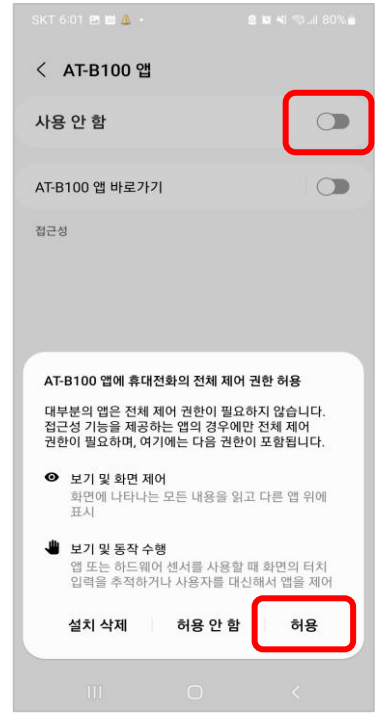 SKT 6:01
80%
AT-B100 앱
사용 안 함
AT-B100 앱 바로가기
접근성
AT-B100 앱에 휴대전화의 전체 제어 권한 허용
대부분의 앱은 전체 제어 권한이 필요하지 않습니다.
접근성 기능을 제공하는 앱의 경우에만 전체 제어
권한이 필요하며, 여기에는 다음 권한이 포함됩니다.
보기 및 화면 제어
화면에 나타나는 모든 내용을 읽고 다른 앱 위에
표시
보기 및 동작 수행
앱 또는 하드웨어 센서를 사용할 때 화면의 터치
입력을 추적하거나 사용자를 대신해서 앱을 제어
설치 삭제 허용 안 함 허용